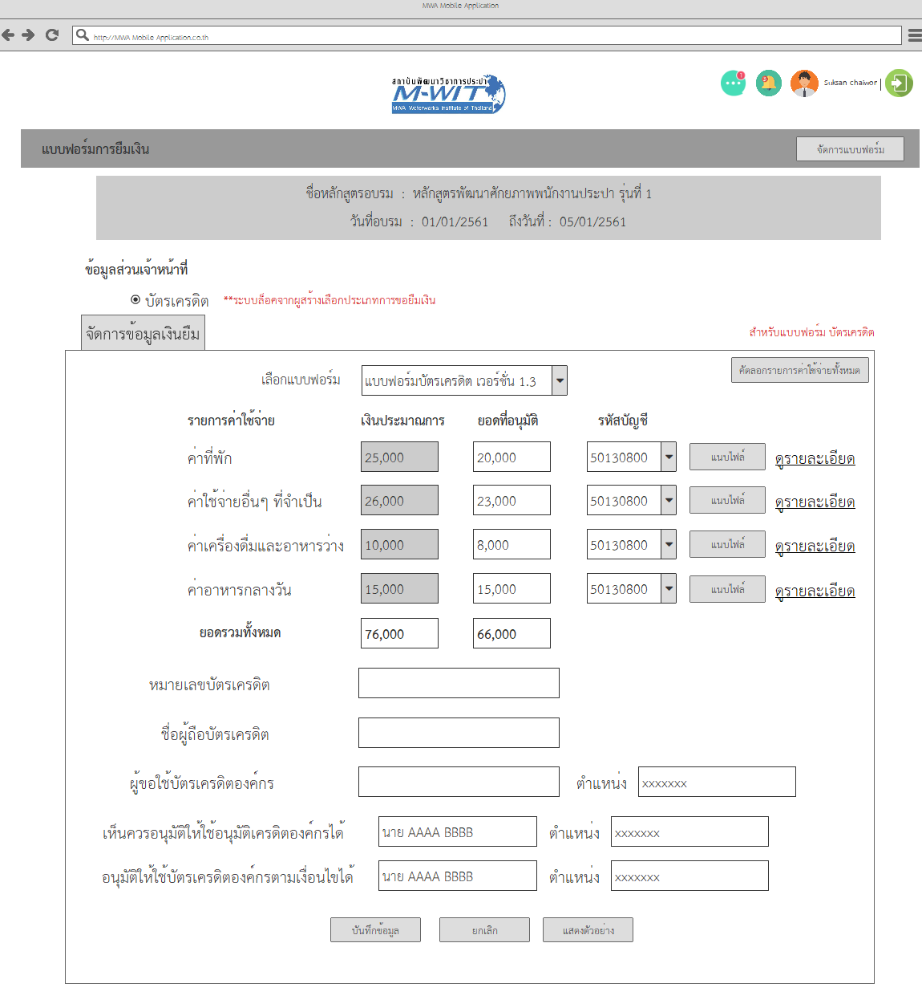 MWA Mobile Application
http://MWA Mobile Application.co.th
สถาบันพัฒนาวิชาการประปา
M-WIT
MWA Waterworks Institute of Thailand
1
3
Suksan chaiwor |
แบบฟอร์มการยืมเงิน
จัดการแบบฟอร์ม
ชื่อหลักสูตรอบรม : หลักสูตรพัฒนาศักยภาพพนักงานประปา รุ่นที่ 1
วันที่อบรม : 01/01/2561 ถึงวันที่ : 05/01/2561
ข้อมูลส่วนเจ้าหน้าที่
บัตรเครดิต **ระบบล็อคจากผู้สร้างเลือกประเภทการขอยืมเงิน
จัดการข้อมูลเงินยืม
สำหรับแบบฟอร์ม บัตรเครดิต
คัดลอกรายการค่าใช้จ่ายทั้งหมด
เลือกแบบฟอร์ม แบบฟอร์มบัตรเครดิต เวอร์ชั่น 1.3
รายการค่าใช้จ่าย เงินประมาณการ ยอดที่อนุมัติ รหัสบัญชี
ค่าที่พัก 25,000 20,000 50130800 แนบไฟล์ ดูรายละเอียด
ค่าใช้จ่ายอื่นๆ ที่จำเป็น 26,000 23,000 50130800 แนบไฟล์ ดูรายละเอียด
ค่าเครื่องดื่มและอาหารว่าง 10,000 8,000 50130800 แนบไฟล์ ดูรายละเอียด
ค่าอาหารกลางวัน 15,000 15,000 50130800 แนบไฟล์ ดูรายละเอียด
ยอดรวมทั้งหมด 76,000 66,000
หมายเลขบัตรเครดิต
ชื่อผู้ถือบัตรเครดิต
ผู้ขอใช้บัตรเครดิตองค์กร ตำแหน่ง xxxxxxx
เห็นควรอนุมัติให้ใช้อนุมัติเครดิตองค์กรได้ นาย AAAA BBBB ตำแหน่ง xxxxxxx
อนุมัติให้ใช้บัตรเครดิตองค์กรตามเงื่อนไขได้ นาย AAAA BBBB ตำแหน่ง xxxxxxx
บันทึกข้อมูล ยกเลิก แสดงตัวอย่าง